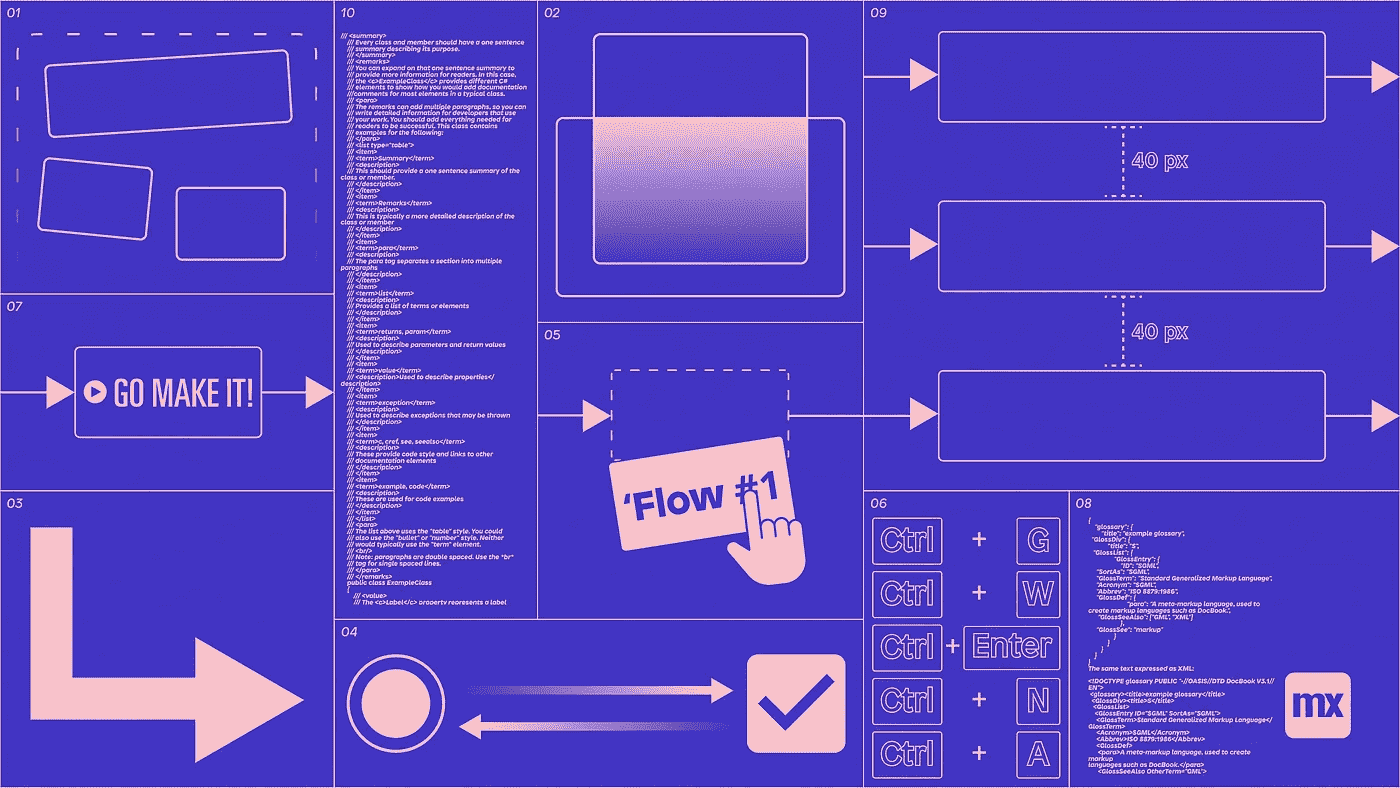 01
10
/// <summary>
/// Every class and member should have a one sentence
/// summary describing its purpose.
/// </summary>
/// <remarks>
/// You can expand on that one sentence summary to
/// provide more information for readers. In this case,
/// the <c>ExampleClass</c> provides different C#
/// elements to show how you would add documentation
///comments for most elements in a typical class.
/// <para>
/// The remarks can add multiple paragraphs, so you can
/// write detailed information for developers that use
/// your work. You should add everything needed for
/// readers to be successful. This class contains
/// examples for the following:
/// </para>
/// <list type="table">
/// <item>
/// <term>Summary</term>
/// <description>
/// This should provide a one sentence summary of the
class or member.
/// </description>
/// </item>
/// <item>
/// <term>Remarks</term>
/// <description>
/// This is typically a more detailed description of the
class or member
/// </description>
/// </item>
/// <item>
/// <term>para</term>
/// <description>
/// The para tag separates a section into multiple
paragraphs
/// </description>
/// </item>
/// <item>
/// <term>list</term>
/// <description>
/// Provides a list of terms or elements
/// </description>
/// </item>
/// <item>
/// <term>returns, param</term>
/// <description>
/// Used to describe parameters and return values
/// </description>
/// </item>
/// <item>
/// <term>value</term>
/// <description>Used to describe properties</
description>
/// </item>
/// <item>
/// <term>exception</term>
/// <description>
/// Used to describe exceptions that may be thrown
/// </description>
/// </item>
/// <item>
/// <term>c, cref, see, seealso</term>
/// <description>
/// These provide code style and links to other
/// documentation elements
/// </description>
/// </item>
/// <item>
/// <term>example, code</term>
/// <description>
/// These are used for code examples
/// </description>
/// </item>
/// </list>
/// <para>
/// The list above uses the "table" style. You could
/// also use the "bullet" or "number" style. Neither
/// would typically use the "term" element.
/// <br/>
/// Note: paragraphs are double spaced. Use the *br*
/// tag for single spaced lines.
/// </para>
/// </remarks>
public class ExampleClass
{
/// <value>
/// The <c>Label</c> property represents a label
02
09
40 px
40 px
07
GO MAKE IT!
05
‘Flow #1
03
04
06
Ctrl + G
Ctrl + W
Ctrl + Enter
Ctrl + N
Ctrl + A
08
{
"glossary": {
"title": "example glossary",
"GlossDiv": {
"title": "S",
"GlossList": {
"GlossEntry": {
"ID": "SGML",
"SortAs": "SGML",
"GlossTerm": "Standard Generalized Markup Language",
"Acronym": "SGML",
"Abbrev": "ISO 8879:1986",
"GlossDef": {
"para": "A meta-markup language, used to
create markup languages such as DocBook.",
"GlossSeeAlso": ["GML", "XML"]
},
"GlossSee": "markup"
}
}
}
}
}
The same text expressed as XML:
<!DOCTYPE glossary PUBLIC "-//OASIS//DTD DocBook V3.1//
EN">
<glossary><title>example glossary</title>
<GlossDiv><title>S</title>
<GlossList>
<GlossEntry ID="SGML" SortAs="SGML">
<GlossTerm>Standard Generalized Markup Language</
GlossTerm>
<Acronym>SGML</Acronym>
<Abbrev>ISO 8879:1986</Abbrev>
<GlossDef>
<para>A meta-markup language, used to create
markup
languages such as DocBook.</para>
<GlossSeeAlso OtherTerm="GML">
mx